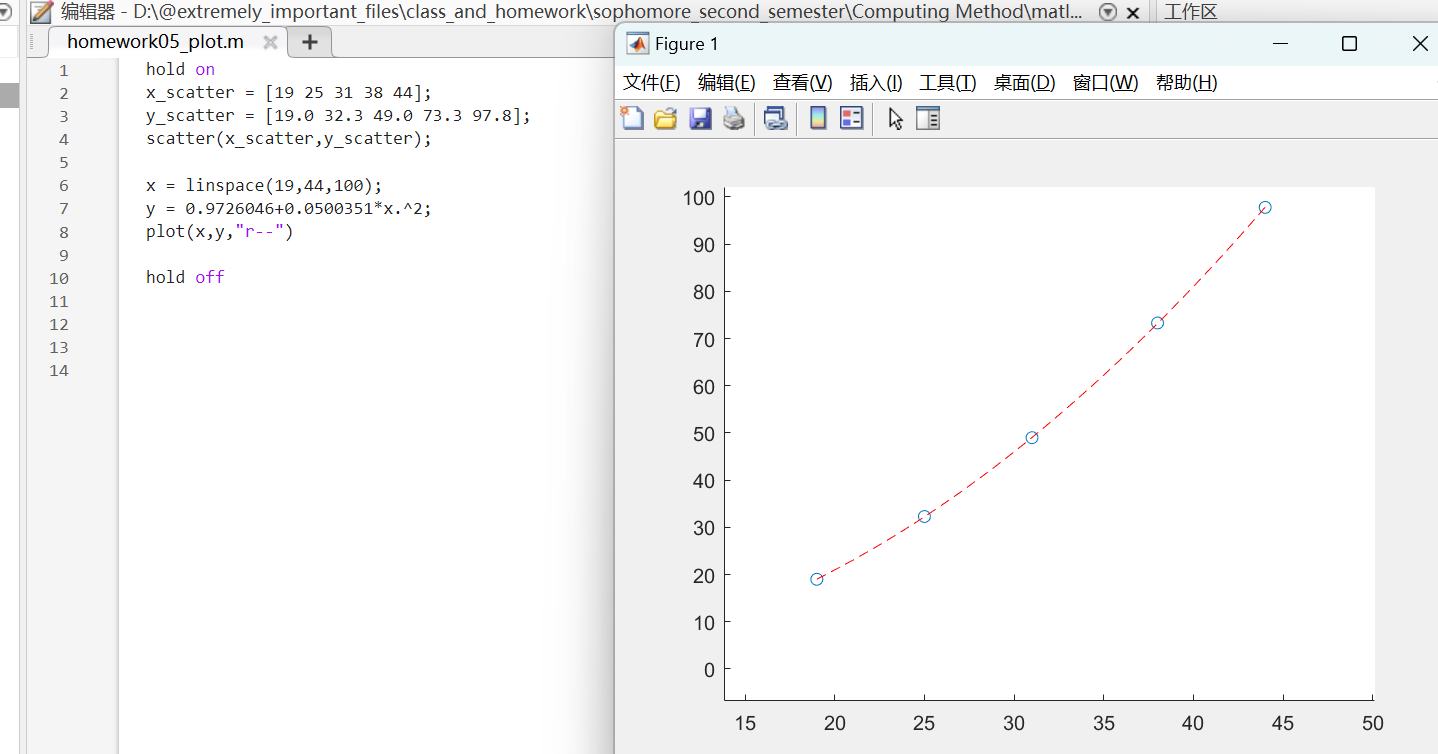 编辑器 - D:\@extremely_important_files\class_and_homework\sophomore_second_semester\Computing Method\matl...
工作区
homework05_plot.m
1 hold on
2 x_scatter = [19 25 31 38 44];
3 y_scatter = [19.0 32.3 49.0 73.3 97.8];
4 scatter(x_scatter,y_scatter);
5
6 x = linspace(19,44,100);
7 y = 0.9726046+0.0500351*x.^2;
8 plot(x,y,"r--")
9
10 hold off
11
12
13
14
Figure 1
文件(F) 编辑(E) 查看(V) 插入(I) 工具(T) 桌面(D) 窗口(W) 帮助(H)
100
90
80
70
60
50
40
30
20
10
0
15 20 25 30 35 40 45 50